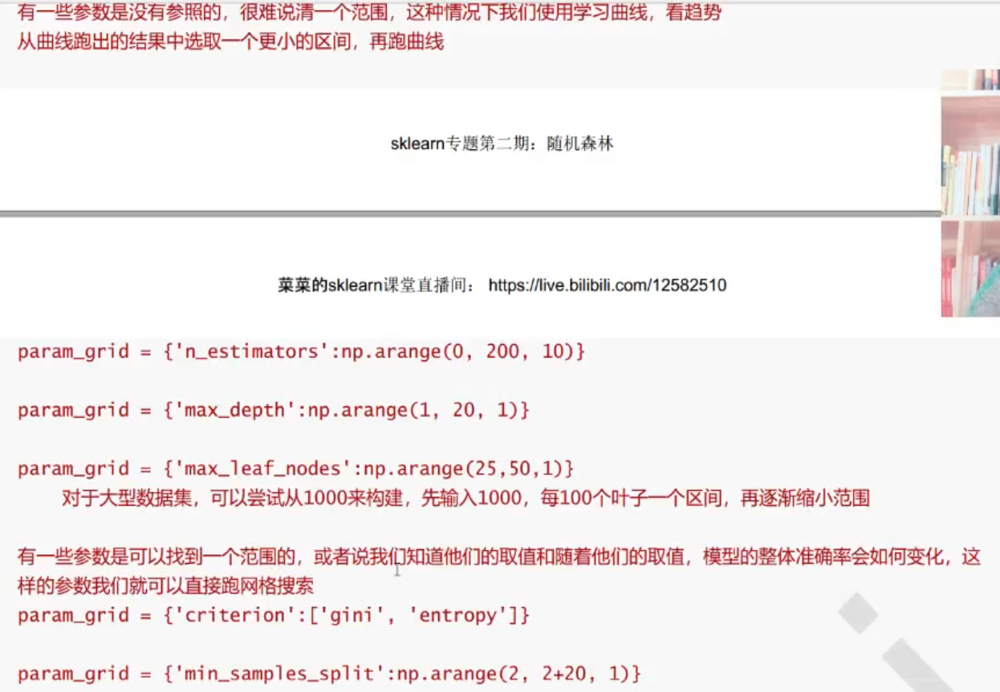 有一些参数是没有参照的，很难说清一个范围，这种情况下我们使用学习曲线，看趋势
从曲线跑出的结果中选取一个更小的区间，再跑曲线
sklearn专题第二期：随机森林
菜菜的sklearn课堂直播间： https://live.bilibili.com/12582510
param_grid = {'n_estimators':np.arange(0, 200, 10)}
param_grid = {'max_depth':np.arange(1, 20, 1)}
param_grid = {'max_leaf_nodes':np.arange(25,50,1)}
对于大型数据集，可以尝试从1000来构建，先输入1000，每100个叶子一个区间，再逐渐缩小范围
有一些参数是可以找到一个范围的，或者说我们知道他们的取值和随着他们的取值，模型的整体准确率会如何变化，这
样的参数我们就可以直接跑网格搜索
param_grid = {'criterion':['gini', 'entropy']}
param_grid = {'min_samples_split':np.arange(2, 2+20, 1)}